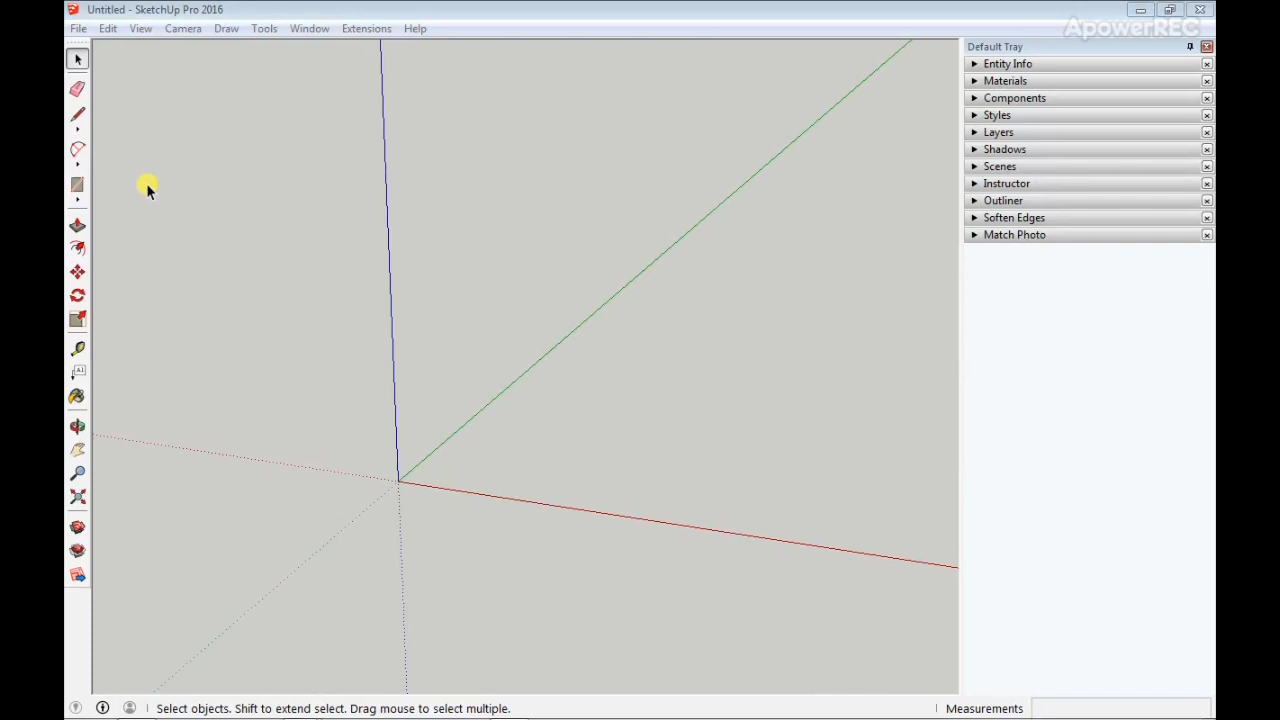 Untitled - SketchUp Pro 2016
File Edit View Camera Draw Tools Window Extensions Help
ApowerREC
Default Tray
Entity Info
Materials
Components
Styles
Layers
Shadows
Scenes
Instructor
Outliner
Soften Edges
Match Photo
A1
Select objects. Shift to extend select. Drag mouse to select multiple.
Measurements